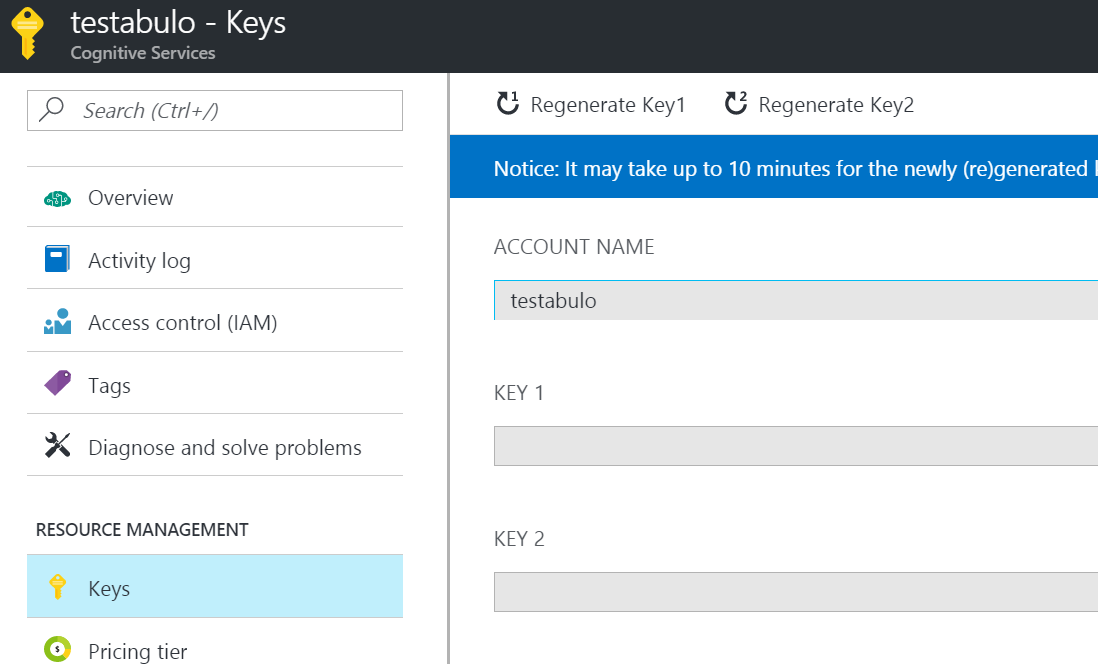 testabulo - Keys
Cognitive Services
Search (Ctrl+/)
Overview
Activity log
Access control (IAM)
Tags
Diagnose and solve problems
RESOURCE MANAGEMENT
Keys
Pricing tier
1 Regenerate Key1 2 Regenerate Key2
Notice: It may take up to 10 minutes for the newly (re)generated
ACCOUNT NAME
testabulo
KEY 1
KEY 2